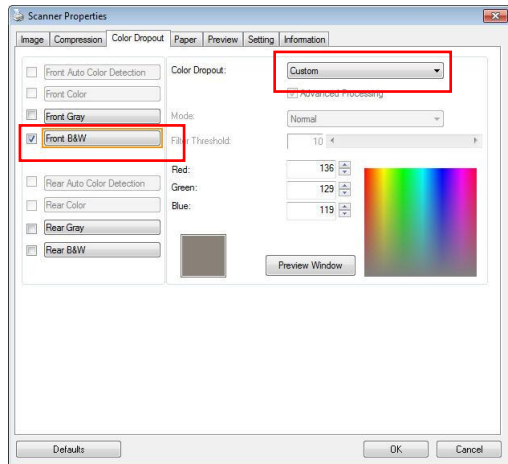 Scanner Properties
Image Compression Color Dropout Paper Preview Setting Information
Front Auto Color Detection
Front Color
Front Gray
Front B&W
Rear Auto Color Detection
Rear Color
Rear Gray
Rear B&W
Color Dropout: Custom
Advanced Processing
Mode: Normal
Filter Threshold: 10
Red: 136
Green: 129
Blue: 119
Preview Window
Defaults OK Cancel